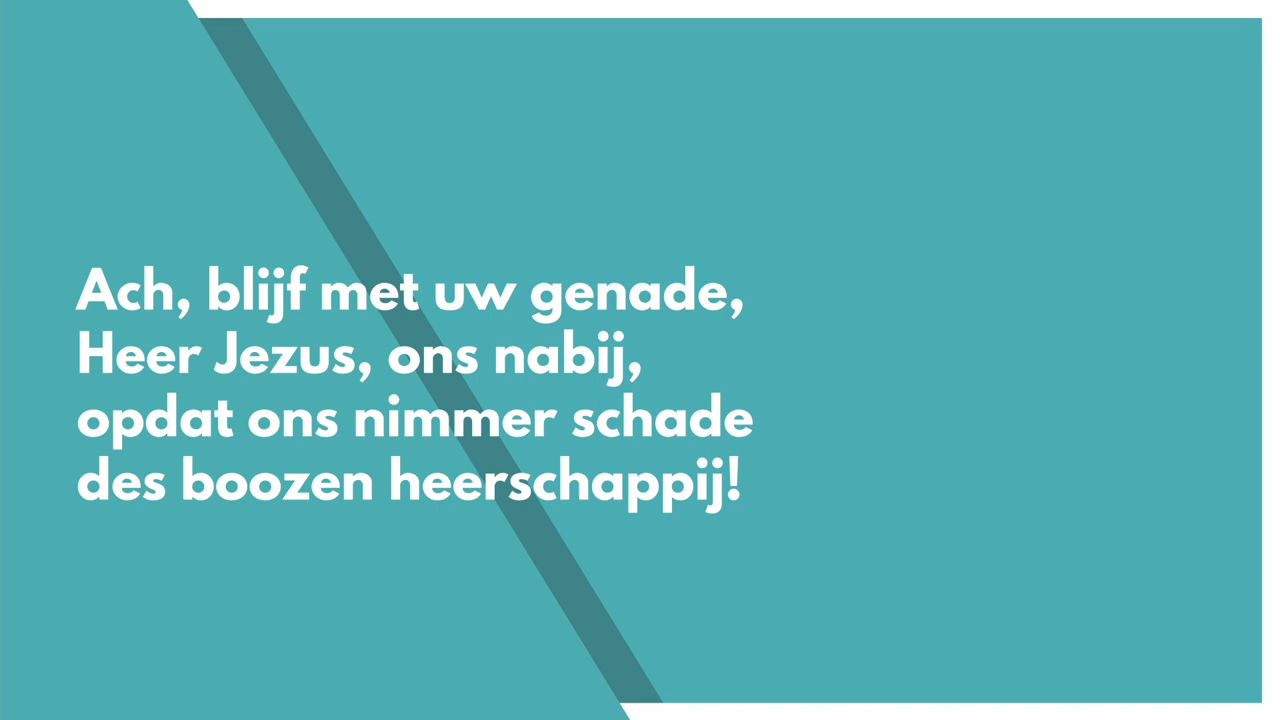 Ach, blijf met uw genade,
Heer Jezus, ons nabij,
opdat ons nimmer schade
des boozen heerschappij!